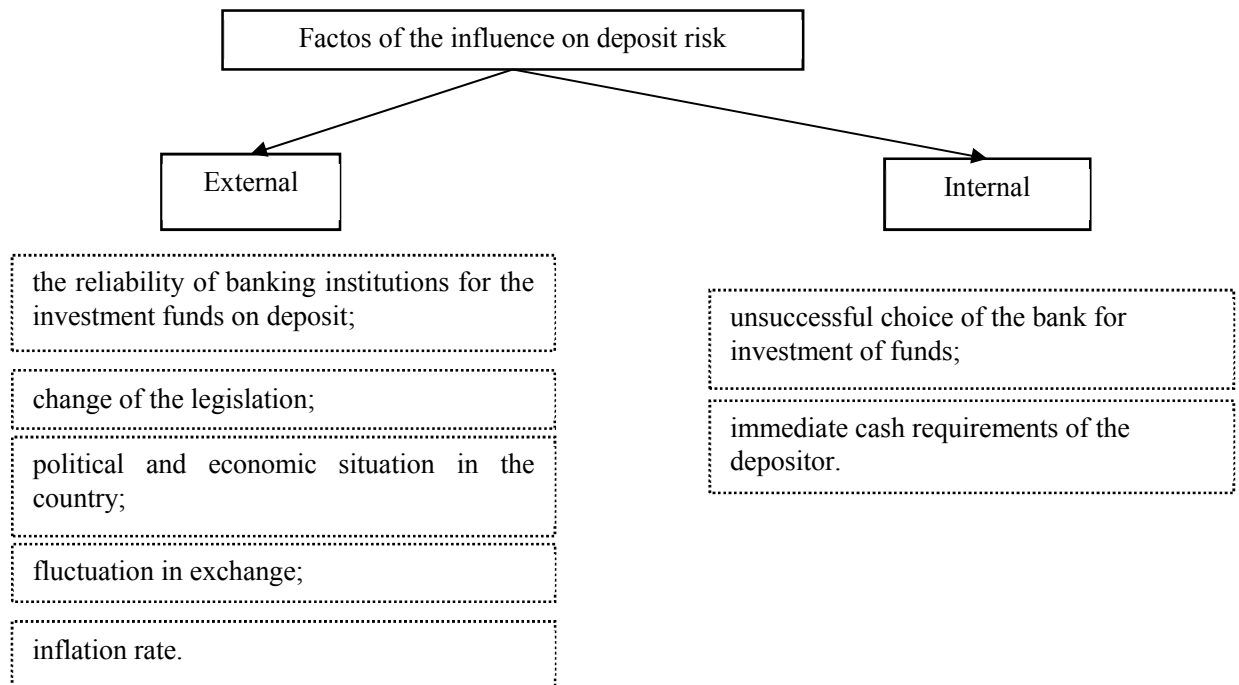 Factos of the influence on deposit risk
External
Internal
the reliability of banking institutions for the
investment funds on deposit;
change of the legislation;
political and economic situation in the
country;
fluctuation in exchange;
inflation rate.
unsuccessful choice of the bank for
investment of funds;
immediate cash requirements of the
depositor.